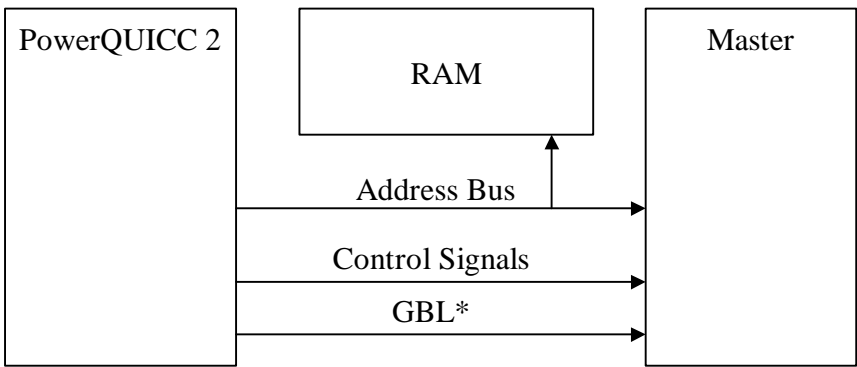 PowerQUICC 2
RAM
Master
Address Bus
Control Signals
GBL*